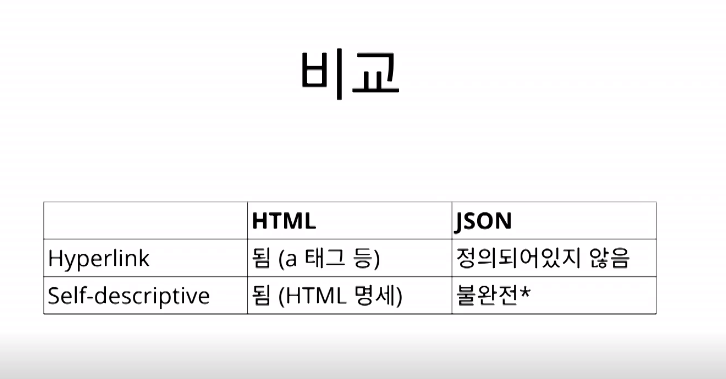 비교
HTML JSON
Hyperlink 됨 (a 태그 등) 정의되어있지 않음
Self-descriptive 됨 (HTML 명세) 불완전*